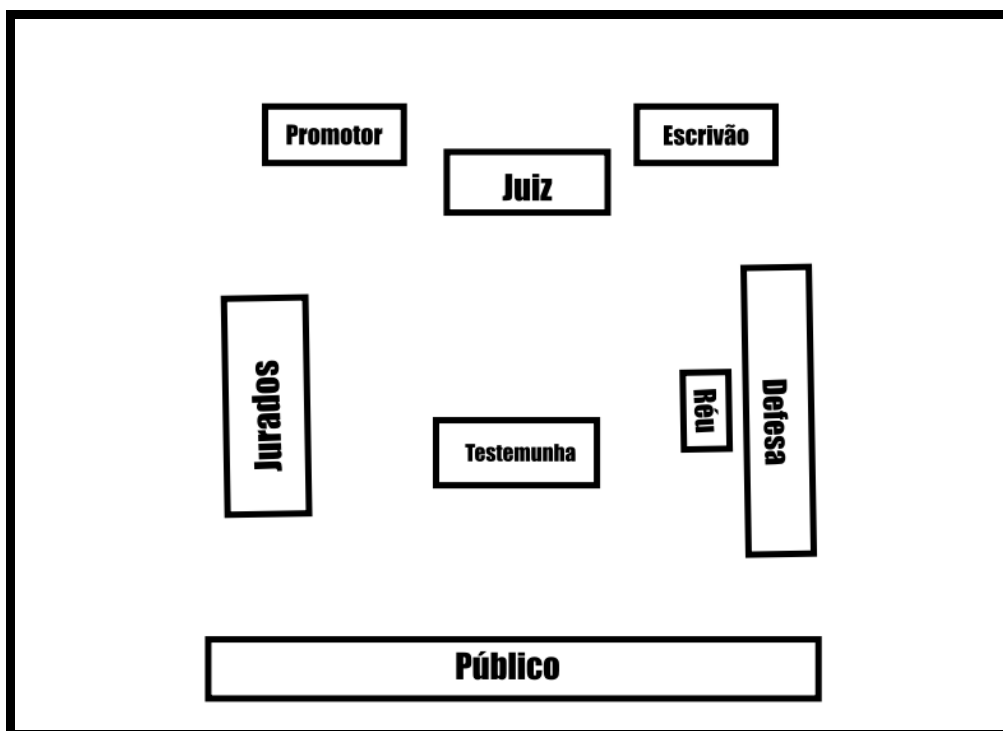 Promotor
Escrivão
Juiz
Jurados
Réu
Defesa
Testemunha
Público